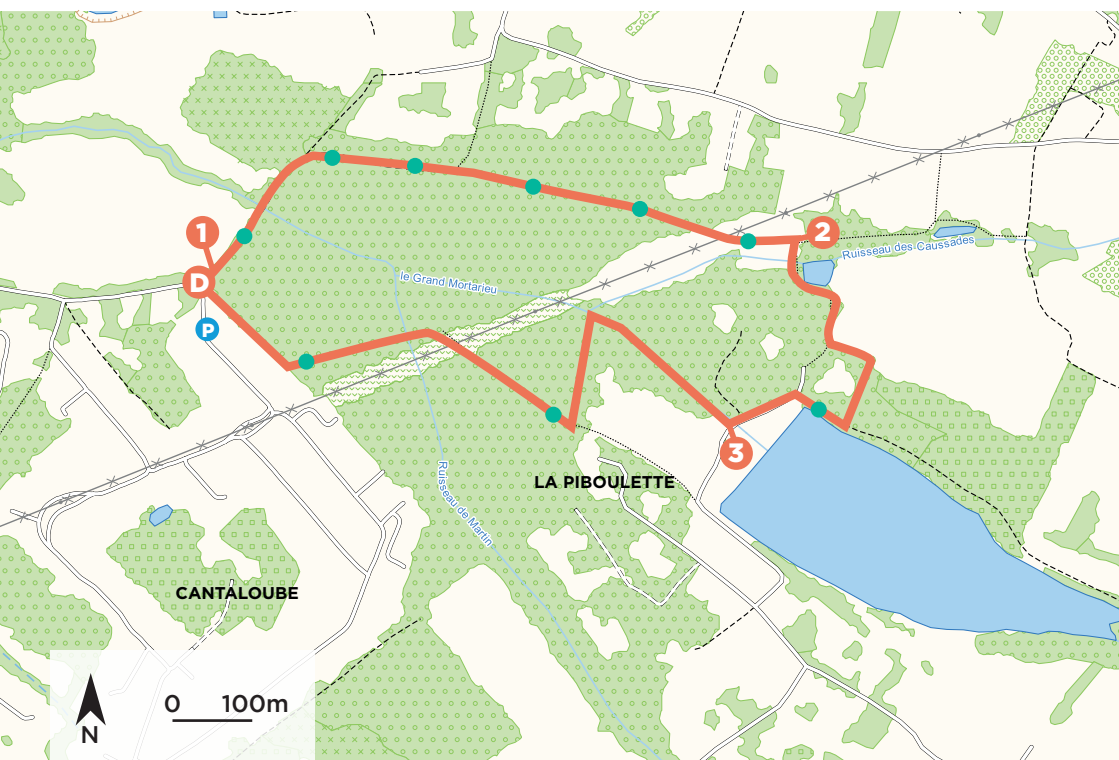 1
2
Ruisseau des Caussades
D
le Grand Mortarieu
P
3
LA PIBOULETTE
Ruisseau de Martin
CANTALOUBE
0 100m
N